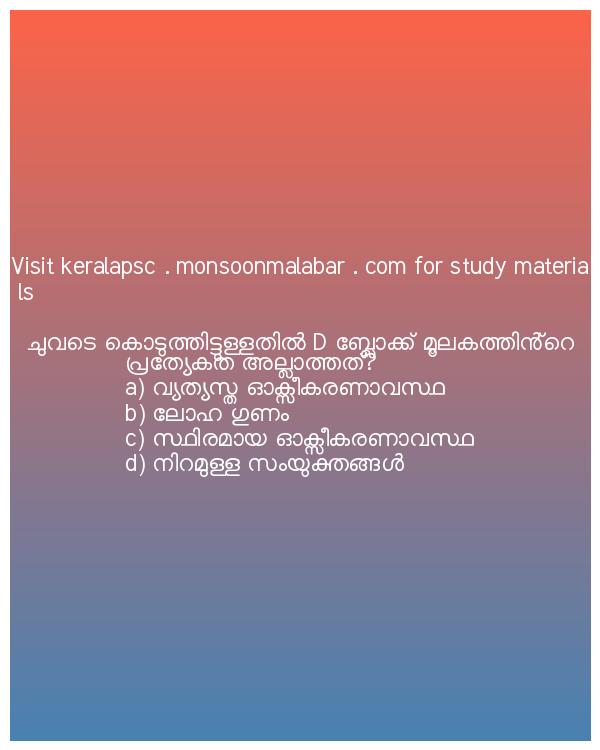 Visit keralapsc . monsoonmalabar . com for study materia
ls
ചുവടെ കൊടുത്തിട്ടുള്ളതിൽ D ബ്ലോക്ക് മൂലകത്തിൻ്റെ
പ്രത്യേകത അല്ലാത്തത്?
a) വ്യത്യസ്ത ഓക്സീകരണാവസ്ഥ
b) ലോഹ ഗുണം
c) സ്ഥിരമായ ഓക്സീകരണാവസ്ഥ
d) നിറമുള്ള സംയുക്തങ്ങൾ